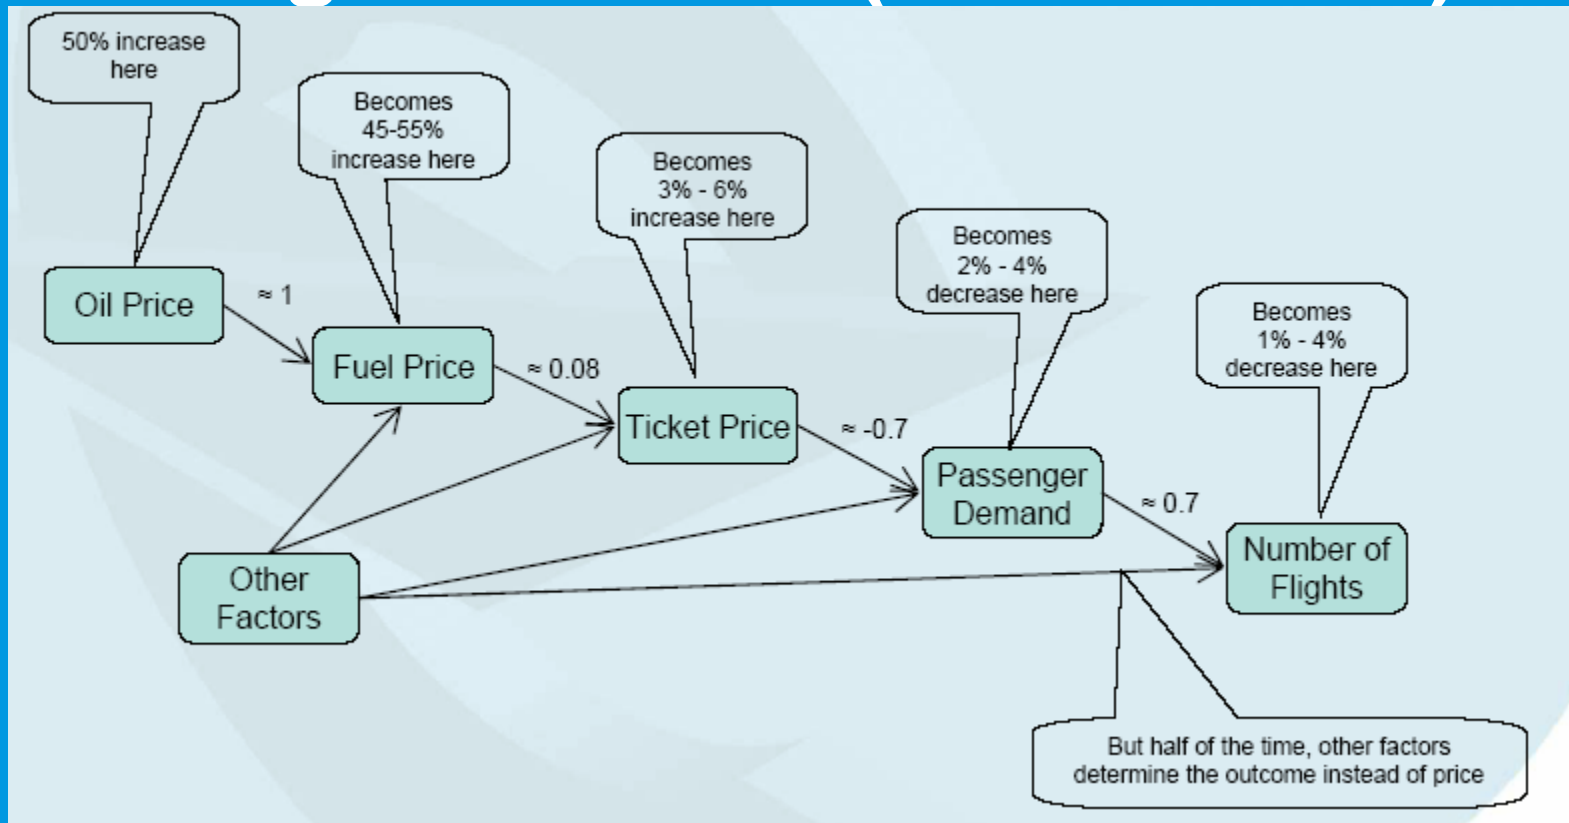 50% increase
here
Becomes
45-55%
increase here
Becomes
3% - 6%
increase here
Becomes
2% - 4%
decrease here
Becomes
1% - 4%
decrease here
Oil Price
≈ 1
Fuel Price
≈ 0.08
Ticket Price
≈ -0.7
Passenger
Demand
≈ 0.7
Number of
Flights
Other
Factors
But half of the time, other factors
determine the outcome instead of price